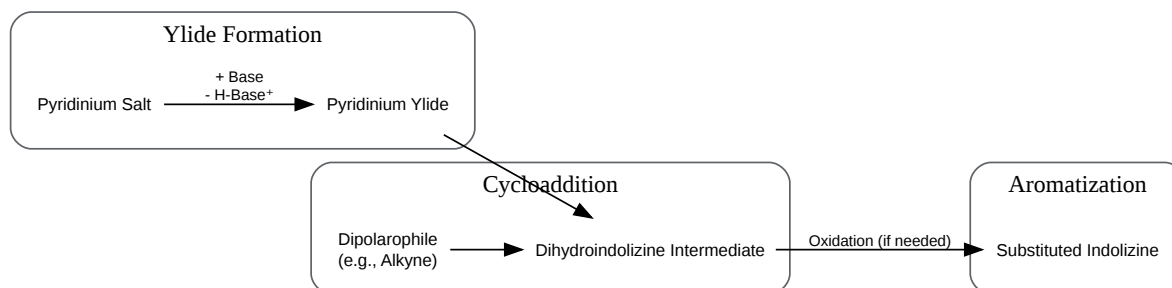 Ylide Formation
+ Base
- H-Base⁺
Pyridinium Salt
Pyridinium Ylide
Cycloaddition
Aromatization
Dipolarophile
(e.g., Alkyne)
Dihydroindolizine Intermediate
Oxidation (if needed)
Substituted Indolizine